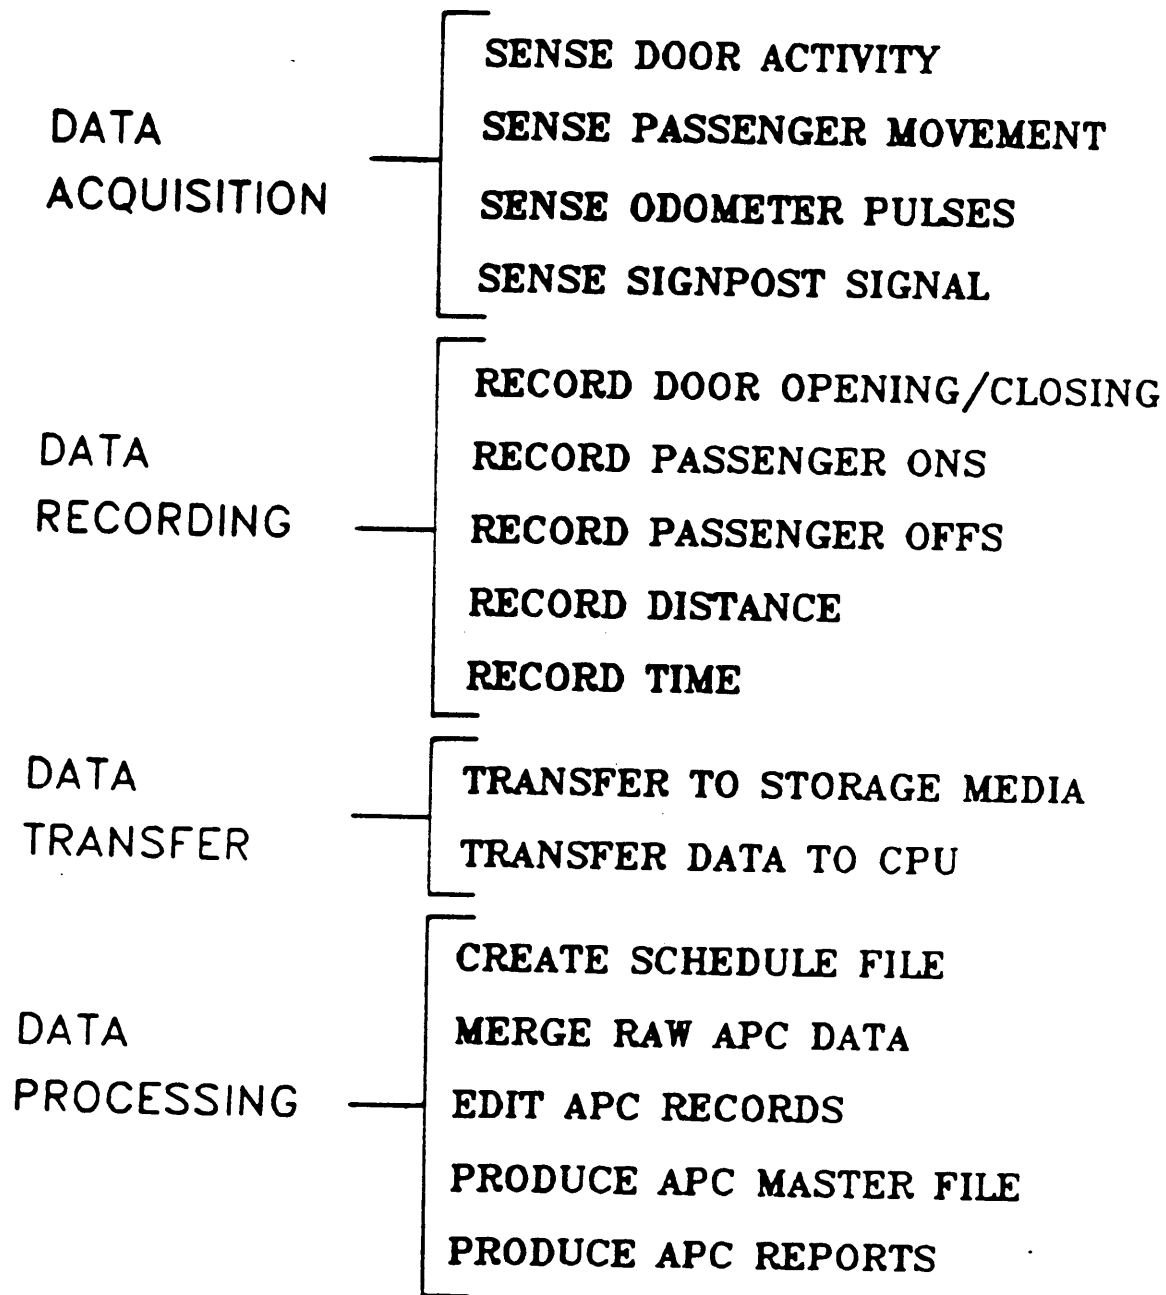 DATA
ACQUISITION
SENSE DOOR ACTIVITY
SENSE PASSENGER MOVEMENT
SENSE ODOMETER PULSES
SENSE SIGNPOST SIGNAL
DATA
RECORDING
RECORD DOOR OPENING/CLOSING
RECORD PASSENGER ONS
RECORD PASSENGER OFFS
RECORD DISTANCE
RECORD TIME
DATA
TRANSFER
TRANSFER TO STORAGE MEDIA
TRANSFER DATA TO CPU
DATA
PROCESSING
CREATE SCHEDULE FILE
MERGE RAW APC DATA
EDIT APC RECORDS
PRODUCE APC MASTER FILE
PRODUCE APC REPORTS